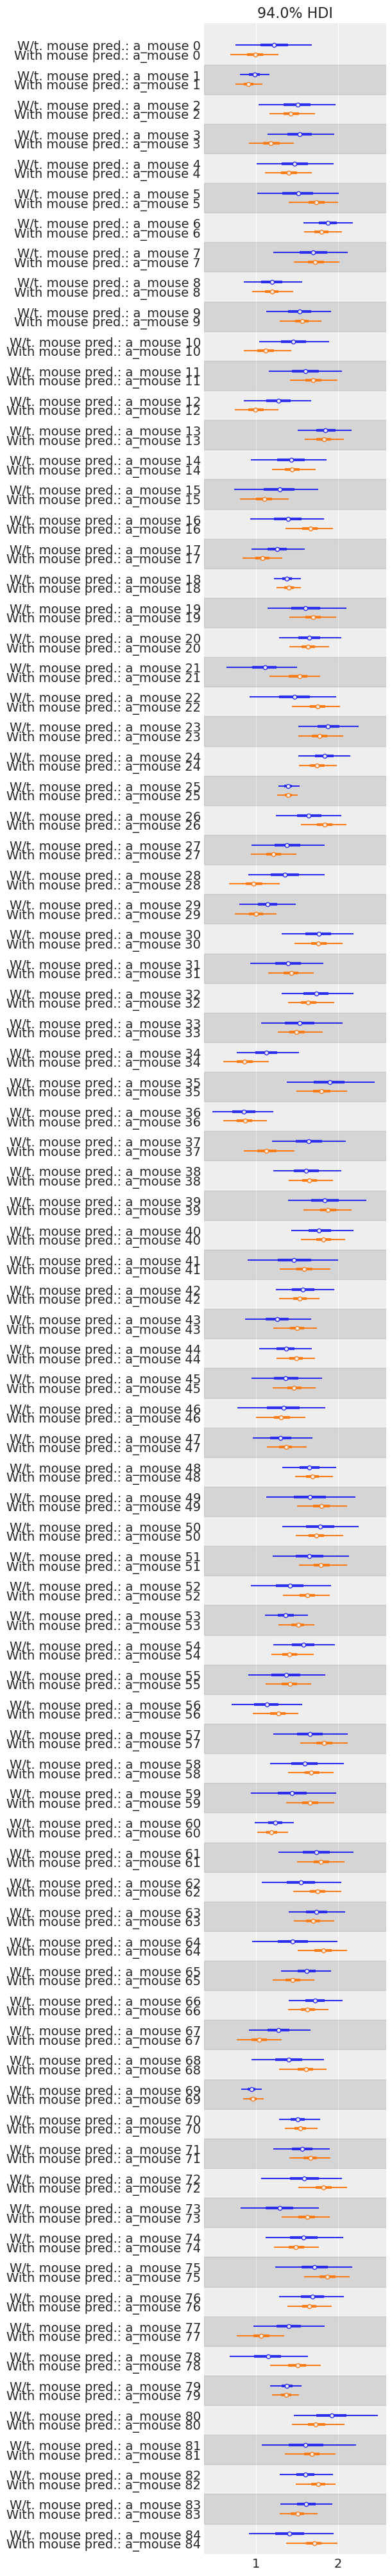 94.0% HDI
W/t. mouse pred.: a_mouse 0
With mouse pred.: a_mouse 0
W/t. mouse pred.: a_mouse 1
With mouse pred.: a_mouse 1
W/t. mouse pred.: a_mouse 2
With mouse pred.: a_mouse 2
W/t. mouse pred.: a_mouse 3
With mouse pred.: a_mouse 3
W/t. mouse pred.: a_mouse 4
With mouse pred.: a_mouse 4
W/t. mouse pred.: a_mouse 5
With mouse pred.: a_mouse 5
W/t. mouse pred.: a_mouse 6
With mouse pred.: a_mouse 6
W/t. mouse pred.: a_mouse 7
With mouse pred.: a_mouse 7
W/t. mouse pred.: a_mouse 8
With mouse pred.: a_mouse 8
W/t. mouse pred.: a_mouse 9
With mouse pred.: a_mouse 9
W/t. mouse pred.: a_mouse 10
With mouse pred.: a_mouse 10
W/t. mouse pred.: a_mouse 11
With mouse pred.: a_mouse 11
W/t. mouse pred.: a_mouse 12
With mouse pred.: a_mouse 12
W/t. mouse pred.: a_mouse 13
With mouse pred.: a_mouse 13
W/t. mouse pred.: a_mouse 14
With mouse pred.: a_mouse 14
W/t. mouse pred.: a_mouse 15
With mouse pred.: a_mouse 15
W/t. mouse pred.: a_mouse 16
With mouse pred.: a_mouse 16
W/t. mouse pred.: a_mouse 17
With mouse pred.: a_mouse 17
W/t. mouse pred.: a_mouse 18
With mouse pred.: a_mouse 18
W/t. mouse pred.: a_mouse 19
With mouse pred.: a_mouse 19
W/t. mouse pred.: a_mouse 20
With mouse pred.: a_mouse 20
W/t. mouse pred.: a_mouse 21
With mouse pred.: a_mouse 21
W/t. mouse pred.: a_mouse 22
With mouse pred.: a_mouse 22
W/t. mouse pred.: a_mouse 23
With mouse pred.: a_mouse 23
W/t. mouse pred.: a_mouse 24
With mouse pred.: a_mouse 24
W/t. mouse pred.: a_mouse 25
With mouse pred.: a_mouse 25
W/t. mouse pred.: a_mouse 26
With mouse pred.: a_mouse 26
W/t. mouse pred.: a_mouse 27
With mouse pred.: a_mouse 27
W/t. mouse pred.: a_mouse 28
With mouse pred.: a_mouse 28
W/t. mouse pred.: a_mouse 29
With mouse pred.: a_mouse 29
W/t. mouse pred.: a_mouse 30
With mouse pred.: a_mouse 30
W/t. mouse pred.: a_mouse 31
With mouse pred.: a_mouse 31
W/t. mouse pred.: a_mouse 32
With mouse pred.: a_mouse 32
W/t. mouse pred.: a_mouse 33
With mouse pred.: a_mouse 33
W/t. mouse pred.: a_mouse 34
With mouse pred.: a_mouse 34
W/t. mouse pred.: a_mouse 35
With mouse pred.: a_mouse 35
W/t. mouse pred.: a_mouse 36
With mouse pred.: a_mouse 36
W/t. mouse pred.: a_mouse 37
With mouse pred.: a_mouse 37
W/t. mouse pred.: a_mouse 38
With mouse pred.: a_mouse 38
W/t. mouse pred.: a_mouse 39
With mouse pred.: a_mouse 39
W/t. mouse pred.: a_mouse 40
With mouse pred.: a_mouse 40
W/t. mouse pred.: a_mouse 41
With mouse pred.: a_mouse 41
W/t. mouse pred.: a_mouse 42
With mouse pred.: a_mouse 42
W/t. mouse pred.: a_mouse 43
With mouse pred.: a_mouse 43
W/t. mouse pred.: a_mouse 44
With mouse pred.: a_mouse 44
W/t. mouse pred.: a_mouse 45
With mouse pred.: a_mouse 45
W/t. mouse pred.: a_mouse 46
With mouse pred.: a_mouse 46
W/t. mouse pred.: a_mouse 47
With mouse pred.: a_mouse 47
W/t. mouse pred.: a_mouse 48
With mouse pred.: a_mouse 48
W/t. mouse pred.: a_mouse 49
With mouse pred.: a_mouse 49
W/t. mouse pred.: a_mouse 50
With mouse pred.: a_mouse 50
W/t. mouse pred.: a_mouse 51
With mouse pred.: a_mouse 51
W/t. mouse pred.: a_mouse 52
With mouse pred.: a_mouse 52
W/t. mouse pred.: a_mouse 53
With mouse pred.: a_mouse 53
W/t. mouse pred.: a_mouse 54
With mouse pred.: a_mouse 54
W/t. mouse pred.: a_mouse 55
With mouse pred.: a_mouse 55
W/t. mouse pred.: a_mouse 56
With mouse pred.: a_mouse 56
W/t. mouse pred.: a_mouse 57
With mouse pred.: a_mouse 57
W/t. mouse pred.: a_mouse 58
With mouse pred.: a_mouse 58
W/t. mouse pred.: a_mouse 59
With mouse pred.: a_mouse 59
W/t. mouse pred.: a_mouse 60
With mouse pred.: a_mouse 60
W/t. mouse pred.: a_mouse 61
With mouse pred.: a_mouse 61
W/t. mouse pred.: a_mouse 62
With mouse pred.: a_mouse 62
W/t. mouse pred.: a_mouse 63
With mouse pred.: a_mouse 63
W/t. mouse pred.: a_mouse 64
With mouse pred.: a_mouse 64
W/t. mouse pred.: a_mouse 65
With mouse pred.: a_mouse 65
W/t. mouse pred.: a_mouse 66
With mouse pred.: a_mouse 66
W/t. mouse pred.: a_mouse 67
With mouse pred.: a_mouse 67
W/t. mouse pred.: a_mouse 68
With mouse pred.: a_mouse 68
W/t. mouse pred.: a_mouse 69
With mouse pred.: a_mouse 69
W/t. mouse pred.: a_mouse 70
With mouse pred.: a_mouse 70
W/t. mouse pred.: a_mouse 71
With mouse pred.: a_mouse 71
W/t. mouse pred.: a_mouse 72
With mouse pred.: a_mouse 72
W/t. mouse pred.: a_mouse 73
With mouse pred.: a_mouse 73
W/t. mouse pred.: a_mouse 74
With mouse pred.: a_mouse 74
W/t. mouse pred.: a_mouse 75
With mouse pred.: a_mouse 75
W/t. mouse pred.: a_mouse 76
With mouse pred.: a_mouse 76
W/t. mouse pred.: a_mouse 77
With mouse pred.: a_mouse 77
W/t. mouse pred.: a_mouse 78
With mouse pred.: a_mouse 78
W/t. mouse pred.: a_mouse 79
With mouse pred.: a_mouse 79
W/t. mouse pred.: a_mouse 80
With mouse pred.: a_mouse 80
W/t. mouse pred.: a_mouse 81
With mouse pred.: a_mouse 81
W/t. mouse pred.: a_mouse 82
With mouse pred.: a_mouse 82
W/t. mouse pred.: a_mouse 83
With mouse pred.: a_mouse 83
W/t. mouse pred.: a_mouse 84
With mouse pred.: a_mouse 84
1 2